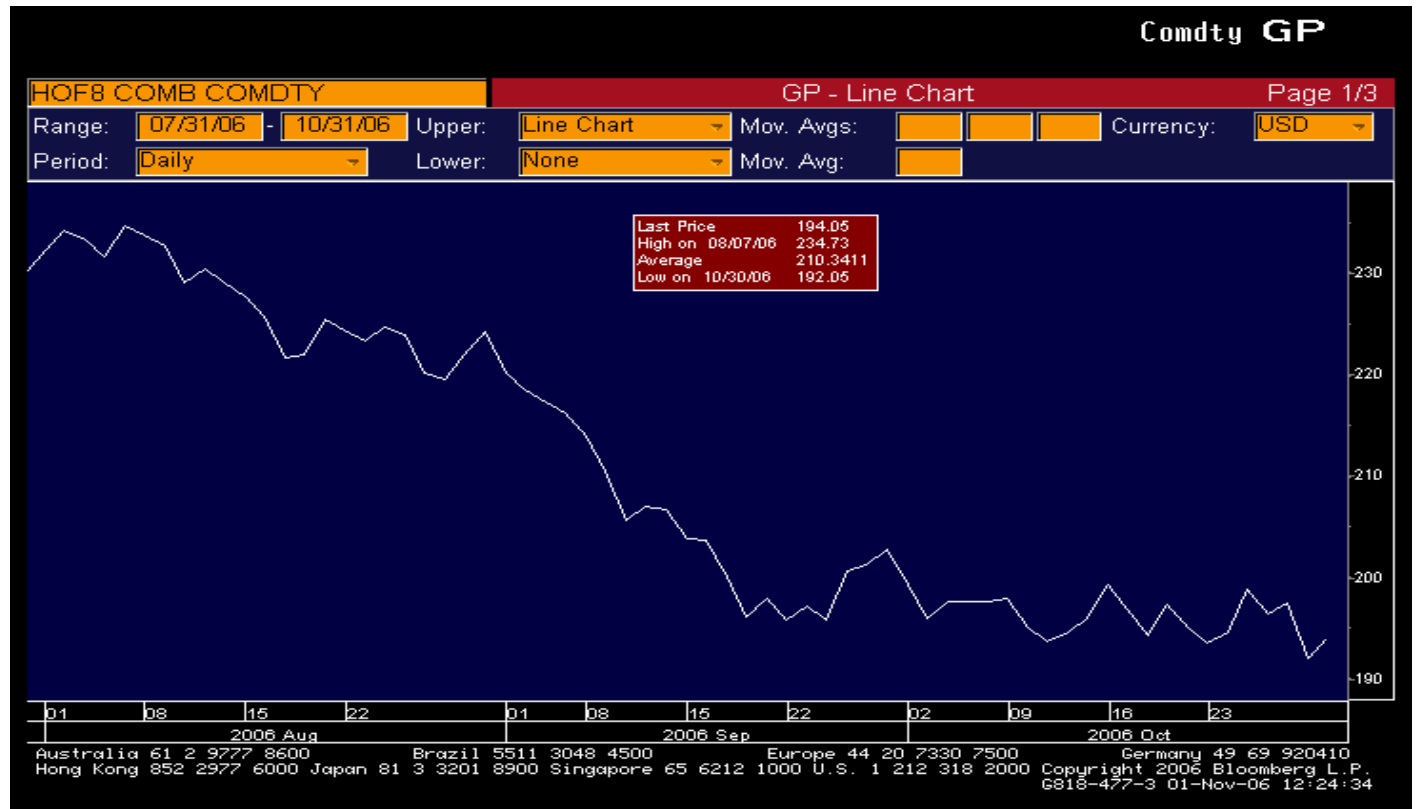 Comdty GP
HOF8 COMB COMDTY GP - Line Chart Page 1/3
Range: 07/31/06 - 10/31/06 Upper: Line Chart Mov. Avgs: Currency: USD
Period: Daily Lower: None Mov. Avg:
Last Price 194.05
High on 08/07/06 234.73
Average 210.3411
Low on 10/30/06 192.05
230
220
210
200
190
01 08 15 22 01 08 15 22 02 09 16 23
2006 Aug 2006 Sep 2006 Oct
Australia 61 2 9777 8600 Brazil 5511 3048 4500 Europe 44 20 7330 7500 Germany 49 69 920410
Hong Kong 852 2977 6000 Japan 81 3 3201 8900 Singapore 65 6212 1000 U.S. 1 212 318 2000 Copyright 2006 Bloomberg L.P.
G818-477-3 01-Nov-06 12:24:34